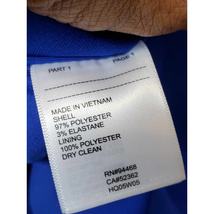 PART 1 PAGE 1
MADE IN VIETNAM
SHELL
97% POLYESTER
3% ELASTANE
LINING
100% POLYESTER
DRY CLEAN
RN#94468
CA#52362
HQ05W05